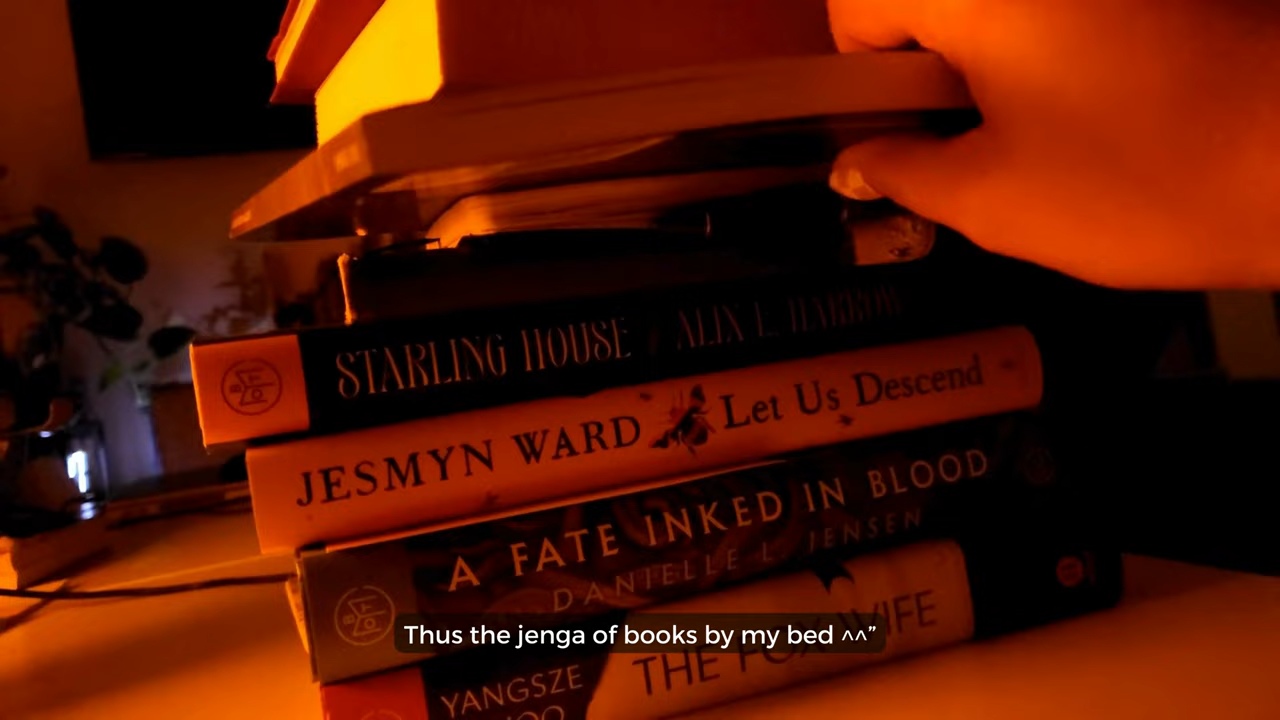 STARLING HOUSE ALIX E. HARROW
JESMYN WARD Let Us Descend
A FATE INKED IN BLOOD
DANIELLE L. JENSEN
YANGSZE CHOO
THE FOX WIFE
Thus the jenga of books by my bed ^^”